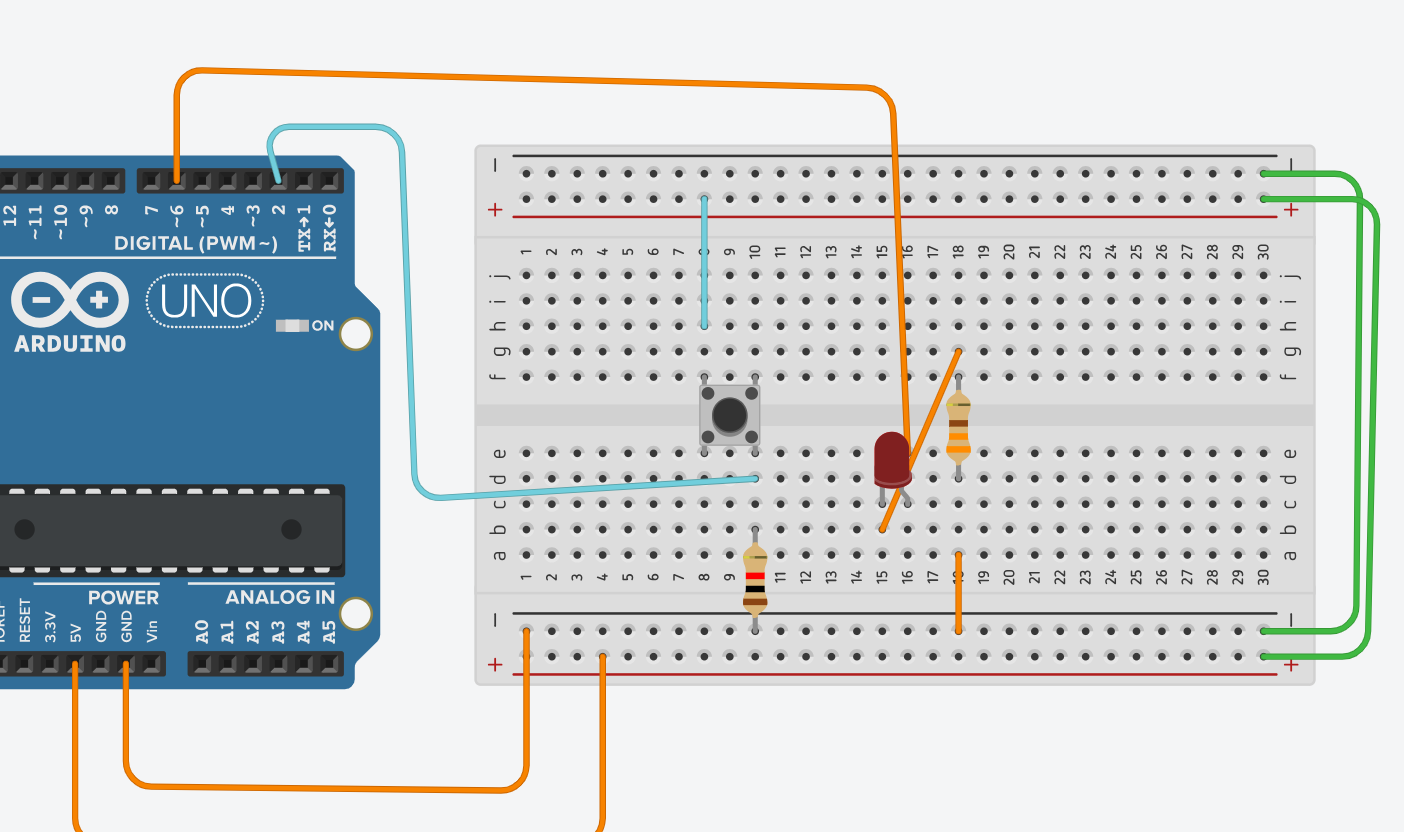 12
~11
~10
~9
8
7
~6
~5
4
~3
2
TX→1
RX←0
DIGITAL (PWM~)
UNO
ARDUINO
ON
POWER
ANALOG IN
RESET
3.3V
5V
GND
GND
Vin
A0
A1
A2
A3
A4
A5
− −
+ +
1 2 3 4 5 6 7 8 9 10 11 12 13 14 15 16 17 18 19 20 21 22 23 24 25 26 27 28 29 30
j j
i i
h h
g g
f f
e e
d d
c c
b b
a a
1 2 3 4 5 6 7 8 9 11 12 13 14 15 16 17 18 19 20 21 22 23 24 25 26 27 28 29 30
− −
+ +